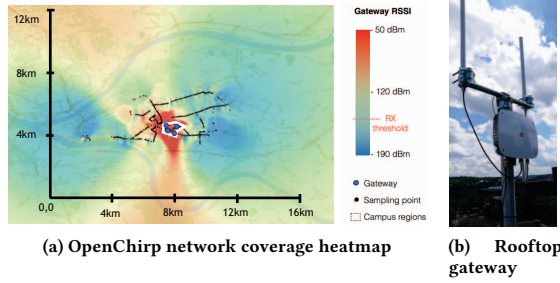 12km
8km
4km
0,0
4km
8km
12km
16km
Gateway RSSI
50 dBm
120 dBm
RX
threshold
190 dBm
Gateway
Sampling point
Campus regions
(a) OpenChirp network coverage heatmap
(b) Rooftop
gateway